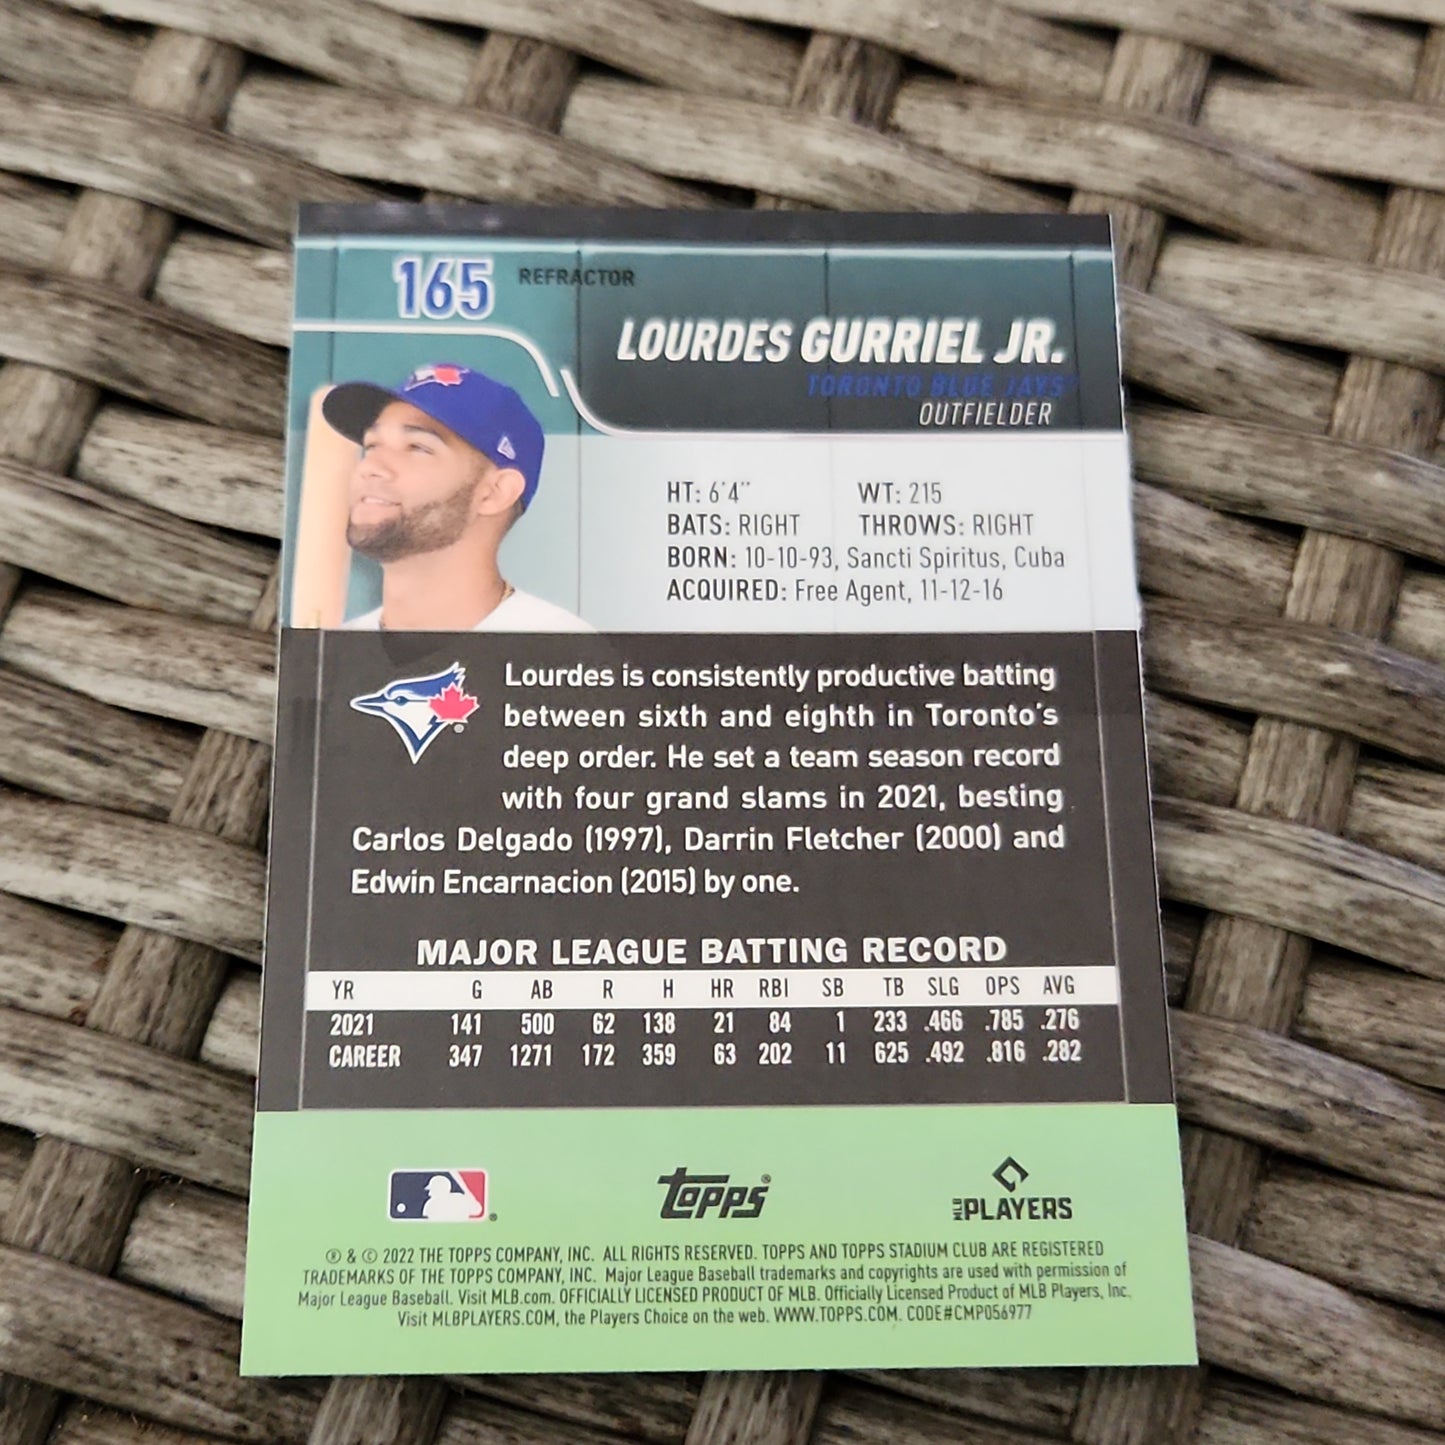 165 REFRACTOR
LOURDES GURRIEL JR.
TORONTO BLUE JAYS®
OUTFIELDER
HT: 6'4" WT: 215
BATS: RIGHT THROWS: RIGHT
BORN: 10-10-93, Sancti Spiritus, Cuba
ACQUIRED: Free Agent, 11-12-16
Lourdes is consistently productive batting
between sixth and eighth in Toronto's
deep order. He set a team season record
with four grand slams in 2021, besting
Carlos Delgado (1997), Darrin Fletcher (2000) and
Edwin Encarnacion (2015) by one.
MAJOR LEAGUE BATTING RECORD
YR G AB R H HR RBI SB TB SLG OPS AVG
2021 141 500 62 138 21 84 1 233 .466 .785 .276
CAREER 347 1271 172 359 63 202 11 625 .492 .816 .282
topps® MLB PLAYERS
® & © 2022 THE TOPPS COMPANY, INC. ALL RIGHTS RESERVED. TOPPS AND TOPPS STADIUM CLUB ARE REGISTERED
TRADEMARKS OF THE TOPPS COMPANY, INC. Major League Baseball trademarks and copyrights are used with permission of
Major League Baseball. Visit MLB.com. OFFICIALLY LICENSED PRODUCT OF MLB. Officially Licensed Product of MLB Players, Inc.
Visit MLBPLAYERS.COM, the Players Choice on the web. WWW.TOPPS.COM. CODE#CMP056977